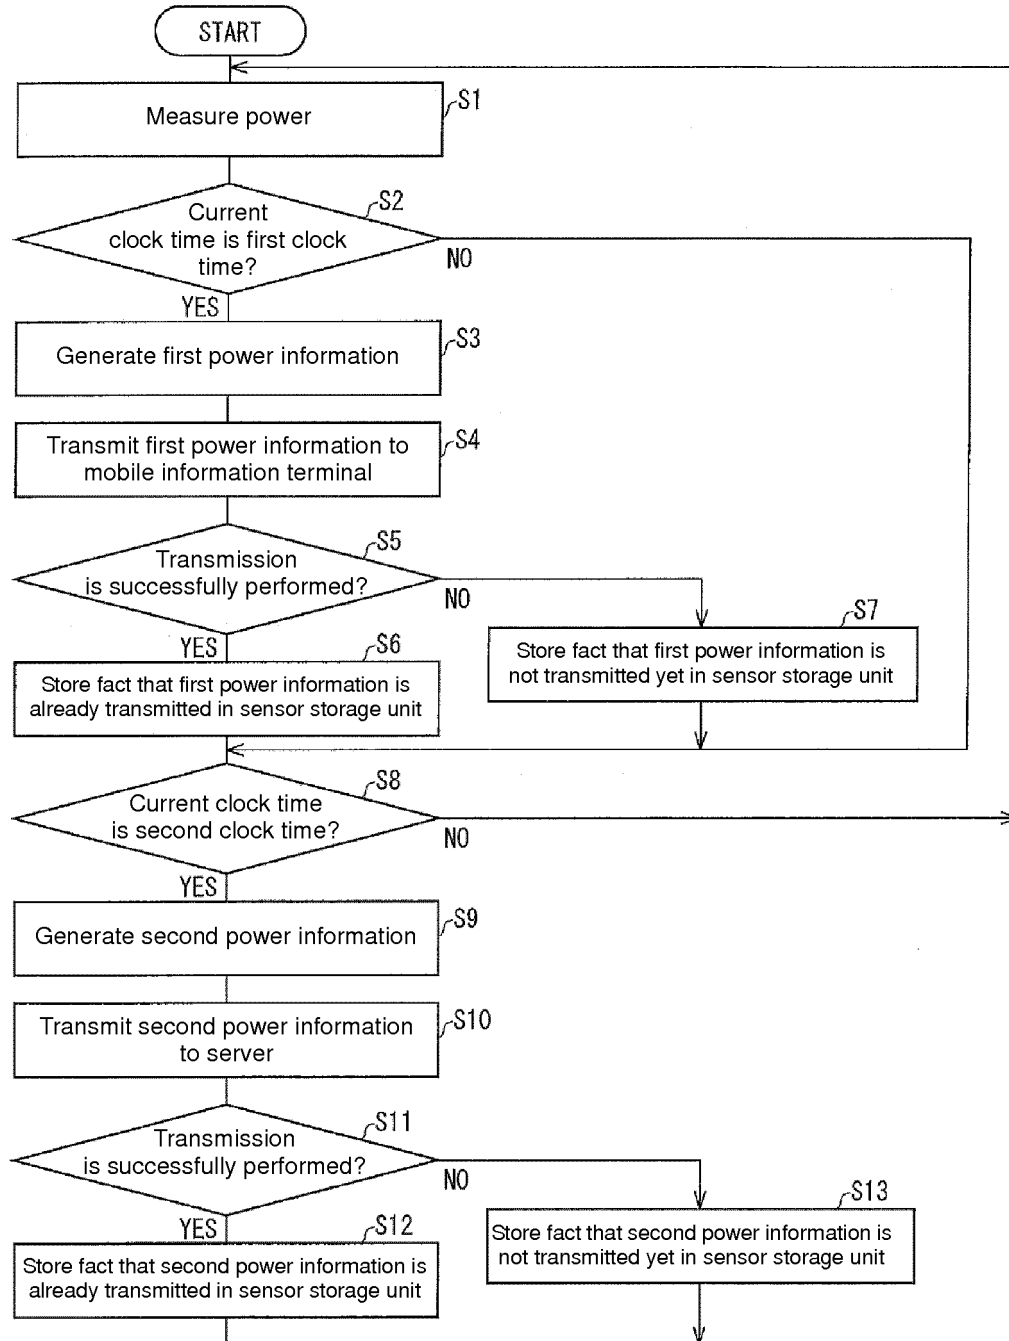 START
Measure power
S1
Current
clock time is first clock
time?
S2
NO
YES
Generate first power information
S3
Transmit first power information to
mobile information terminal
S4
Transmission
is successfully performed?
S5
NO
YES
Store fact that first power information is
already transmitted in sensor storage unit
S6
Store fact that first power information is
not transmitted yet in sensor storage unit
S7
Current clock time
is second clock time?
S8
NO
YES
Generate second power information
S9
Transmit second power information
to server
S10
Transmission
is successfully performed?
S11
NO
YES
Store fact that second power information is
already transmitted in sensor storage unit
S12
Store fact that second power information is
not transmitted yet in sensor storage unit
S13